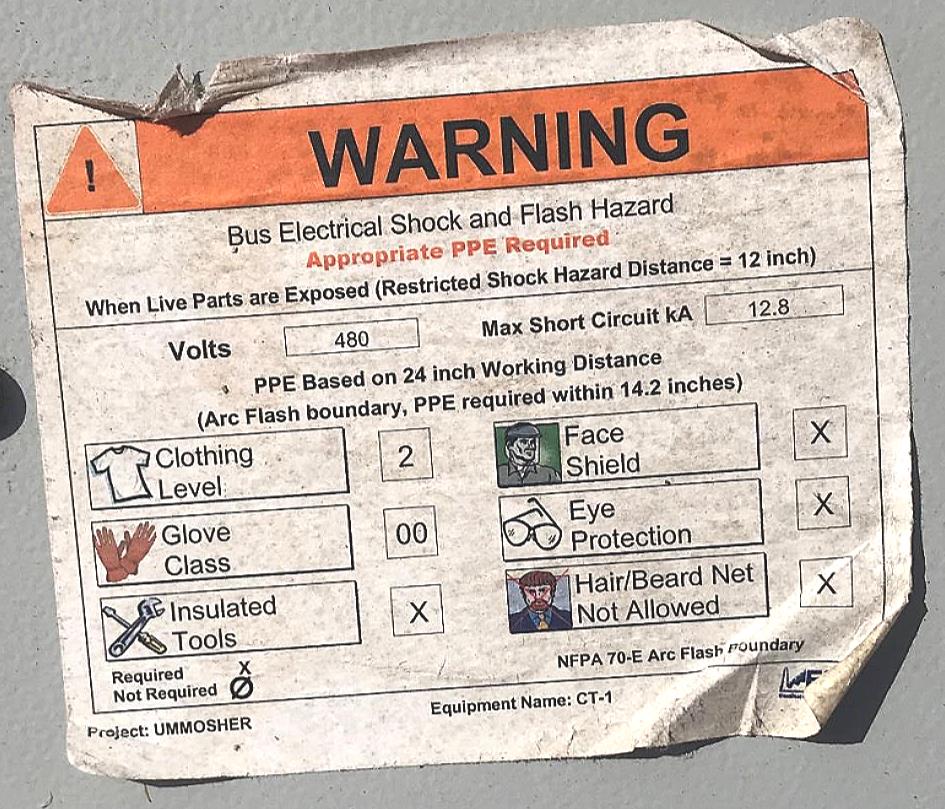 !
WARNING
Bus Electrical Shock and Flash Hazard
Appropriate PPE Required
When Live Parts are Exposed (Restricted Shock Hazard Distance = 12 inch)
Volts 480 Max Short Circuit kA 12.8
PPE Based on 24 inch Working Distance
(Arc Flash boundary, PPE required within 14.2 inches)
Clothing
Level 2
Face
Shield X
Glove
Class 00
Eye
Protection X
Insulated
Tools X
Hair/Beard Net
Not Allowed X
Required X
Not Required Ø
NFPA 70-E Arc Flash Boundary
Project: UMMOSHER
Equipment Name: CT-1